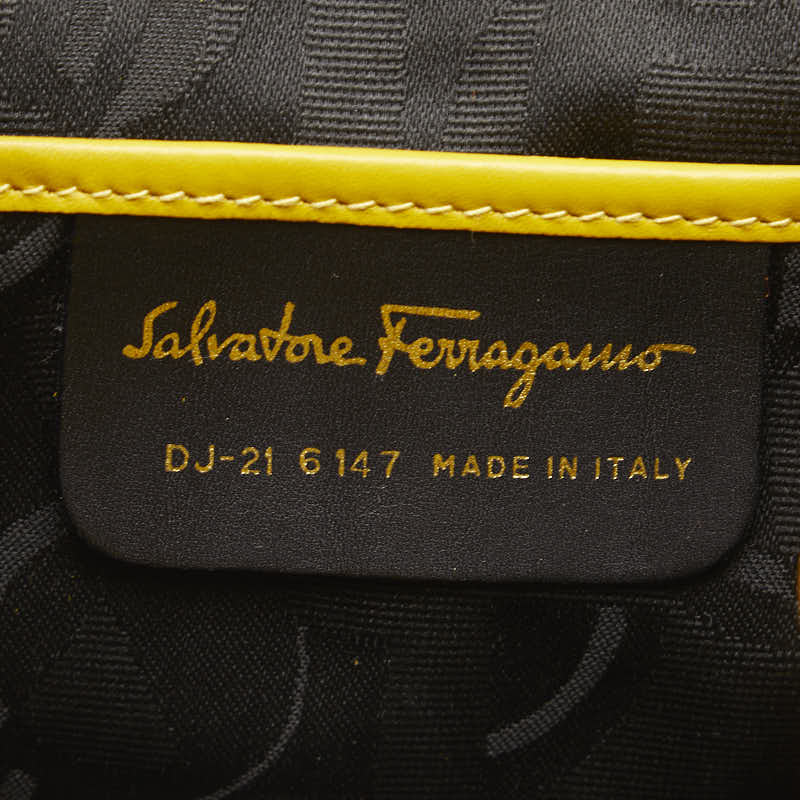 Salvatore Ferragamo
DJ-21 6147 MADE IN ITALY